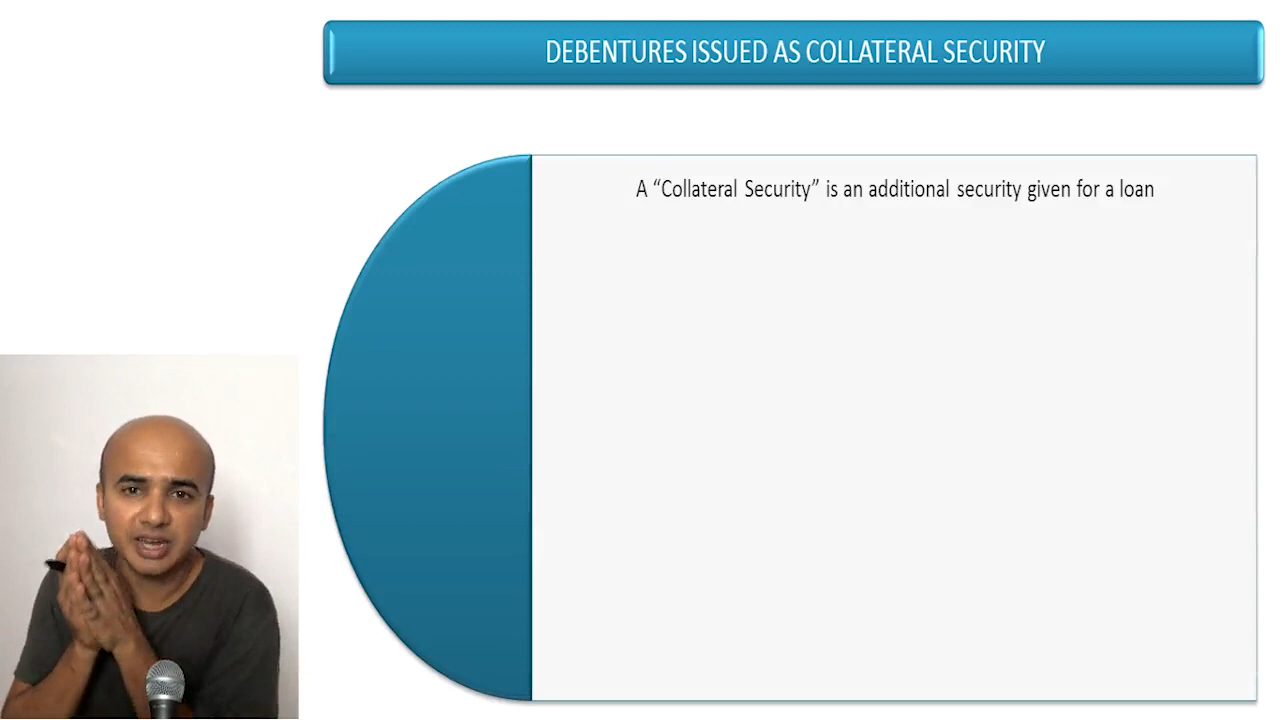 DEBENTURES ISSUED AS COLLATERAL SECURITY
A “Collateral Security” is an additional security given for a loan